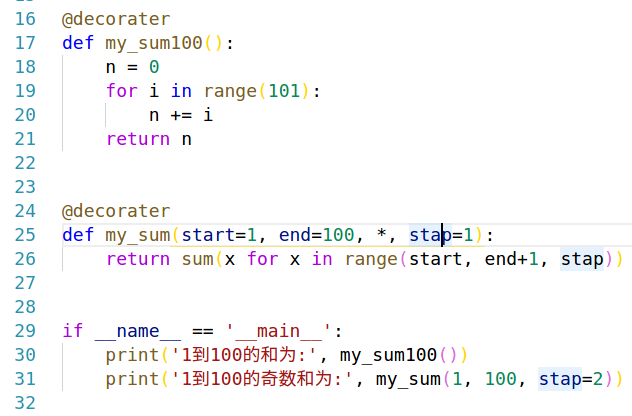 16 @decorater
17 def my_sum100():
18     n = 0
19     for i in range(101):
20         n += i
21     return n
22
23
24 @decorater
25 def my_sum(start=1, end=100, *, stap=1):
26     return sum(x for x in range(start, end+1, stap))
27
28
29 if __name__ == '__main__':
30     print('1到100的和为:', my_sum100())
31     print('1到100的奇数和为:', my_sum(1, 100, stap=2))
32